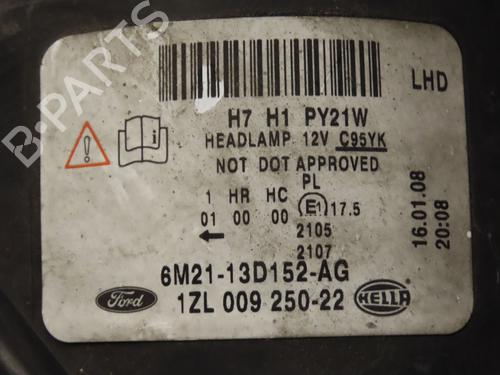 B-PARTS
LHD
H7 H1 PY21W
HEADLAMP 12V C95YK
NOT DOT APPROVED
PL
1 HR HC E1 17.5
01 00 00
2105
2107
16.01.08
20:08
6M21-13D152-AG
1ZL 009 250-22
Ford
HELLA